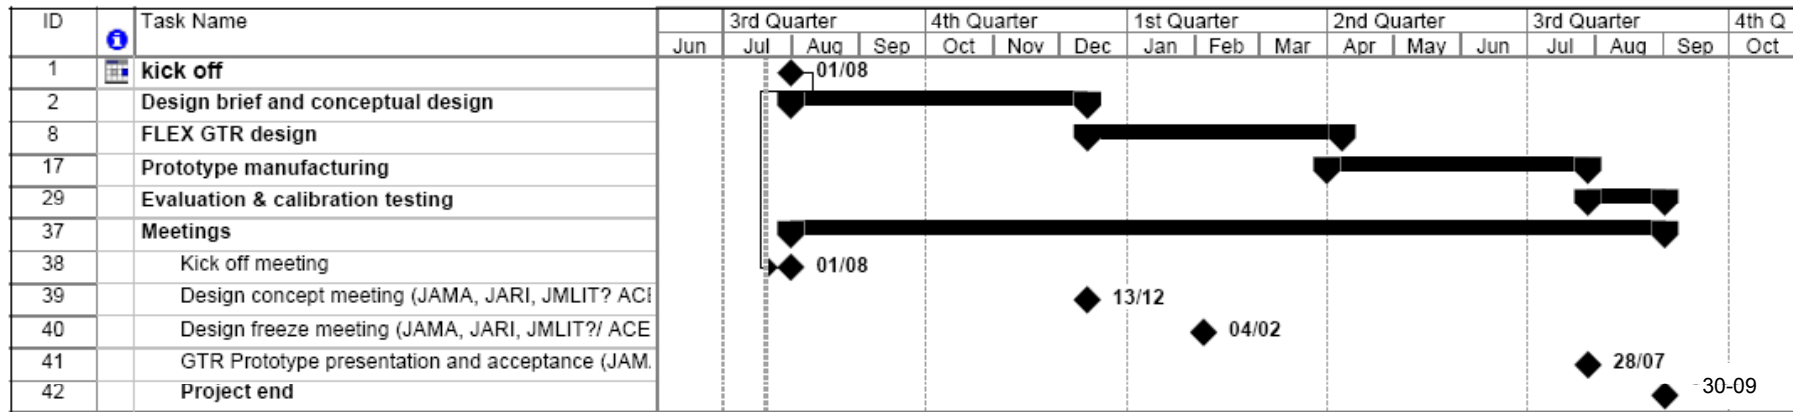 ID Task Name 3rd Quarter 4th Quarter 1st Quarter 2nd Quarter 3rd Quarter 4th Q
Jun Jul Aug Sep Oct Nov Dec Jan Feb Mar Apr May Jun Jul Aug Sep Oct
1 kick off 01/08
2 Design brief and conceptual design
8 FLEX GTR design
17 Prototype manufacturing
29 Evaluation & calibration testing
37 Meetings
38 Kick off meeting 01/08
39 Design concept meeting (JAMA, JARI, JMLIT? ACE 13/12
40 Design freeze meeting (JAMA, JARI, JMLIT?/ ACE 04/02
41 GTR Prototype presentation and acceptance (JAM. 28/07
42 Project end 30-09